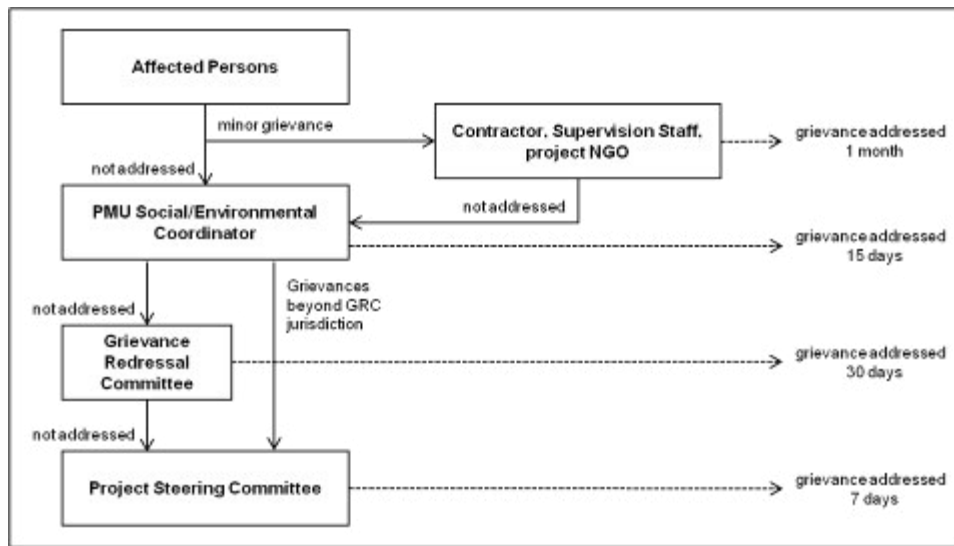 Affected Persons
minor grievance
Contractor, Supervision Staff,
project NGO
grievance addressed
1 month
not addressed
not addressed
PMU Social/Environmental
Coordinator
grievance addressed
15 days
Grievances
beyond GRC
jurisdiction
not addressed
Grievance
Redressal
Committee
grievance addressed
30 days
not addressed
Project Steering Committee
grievance addressed
7 days